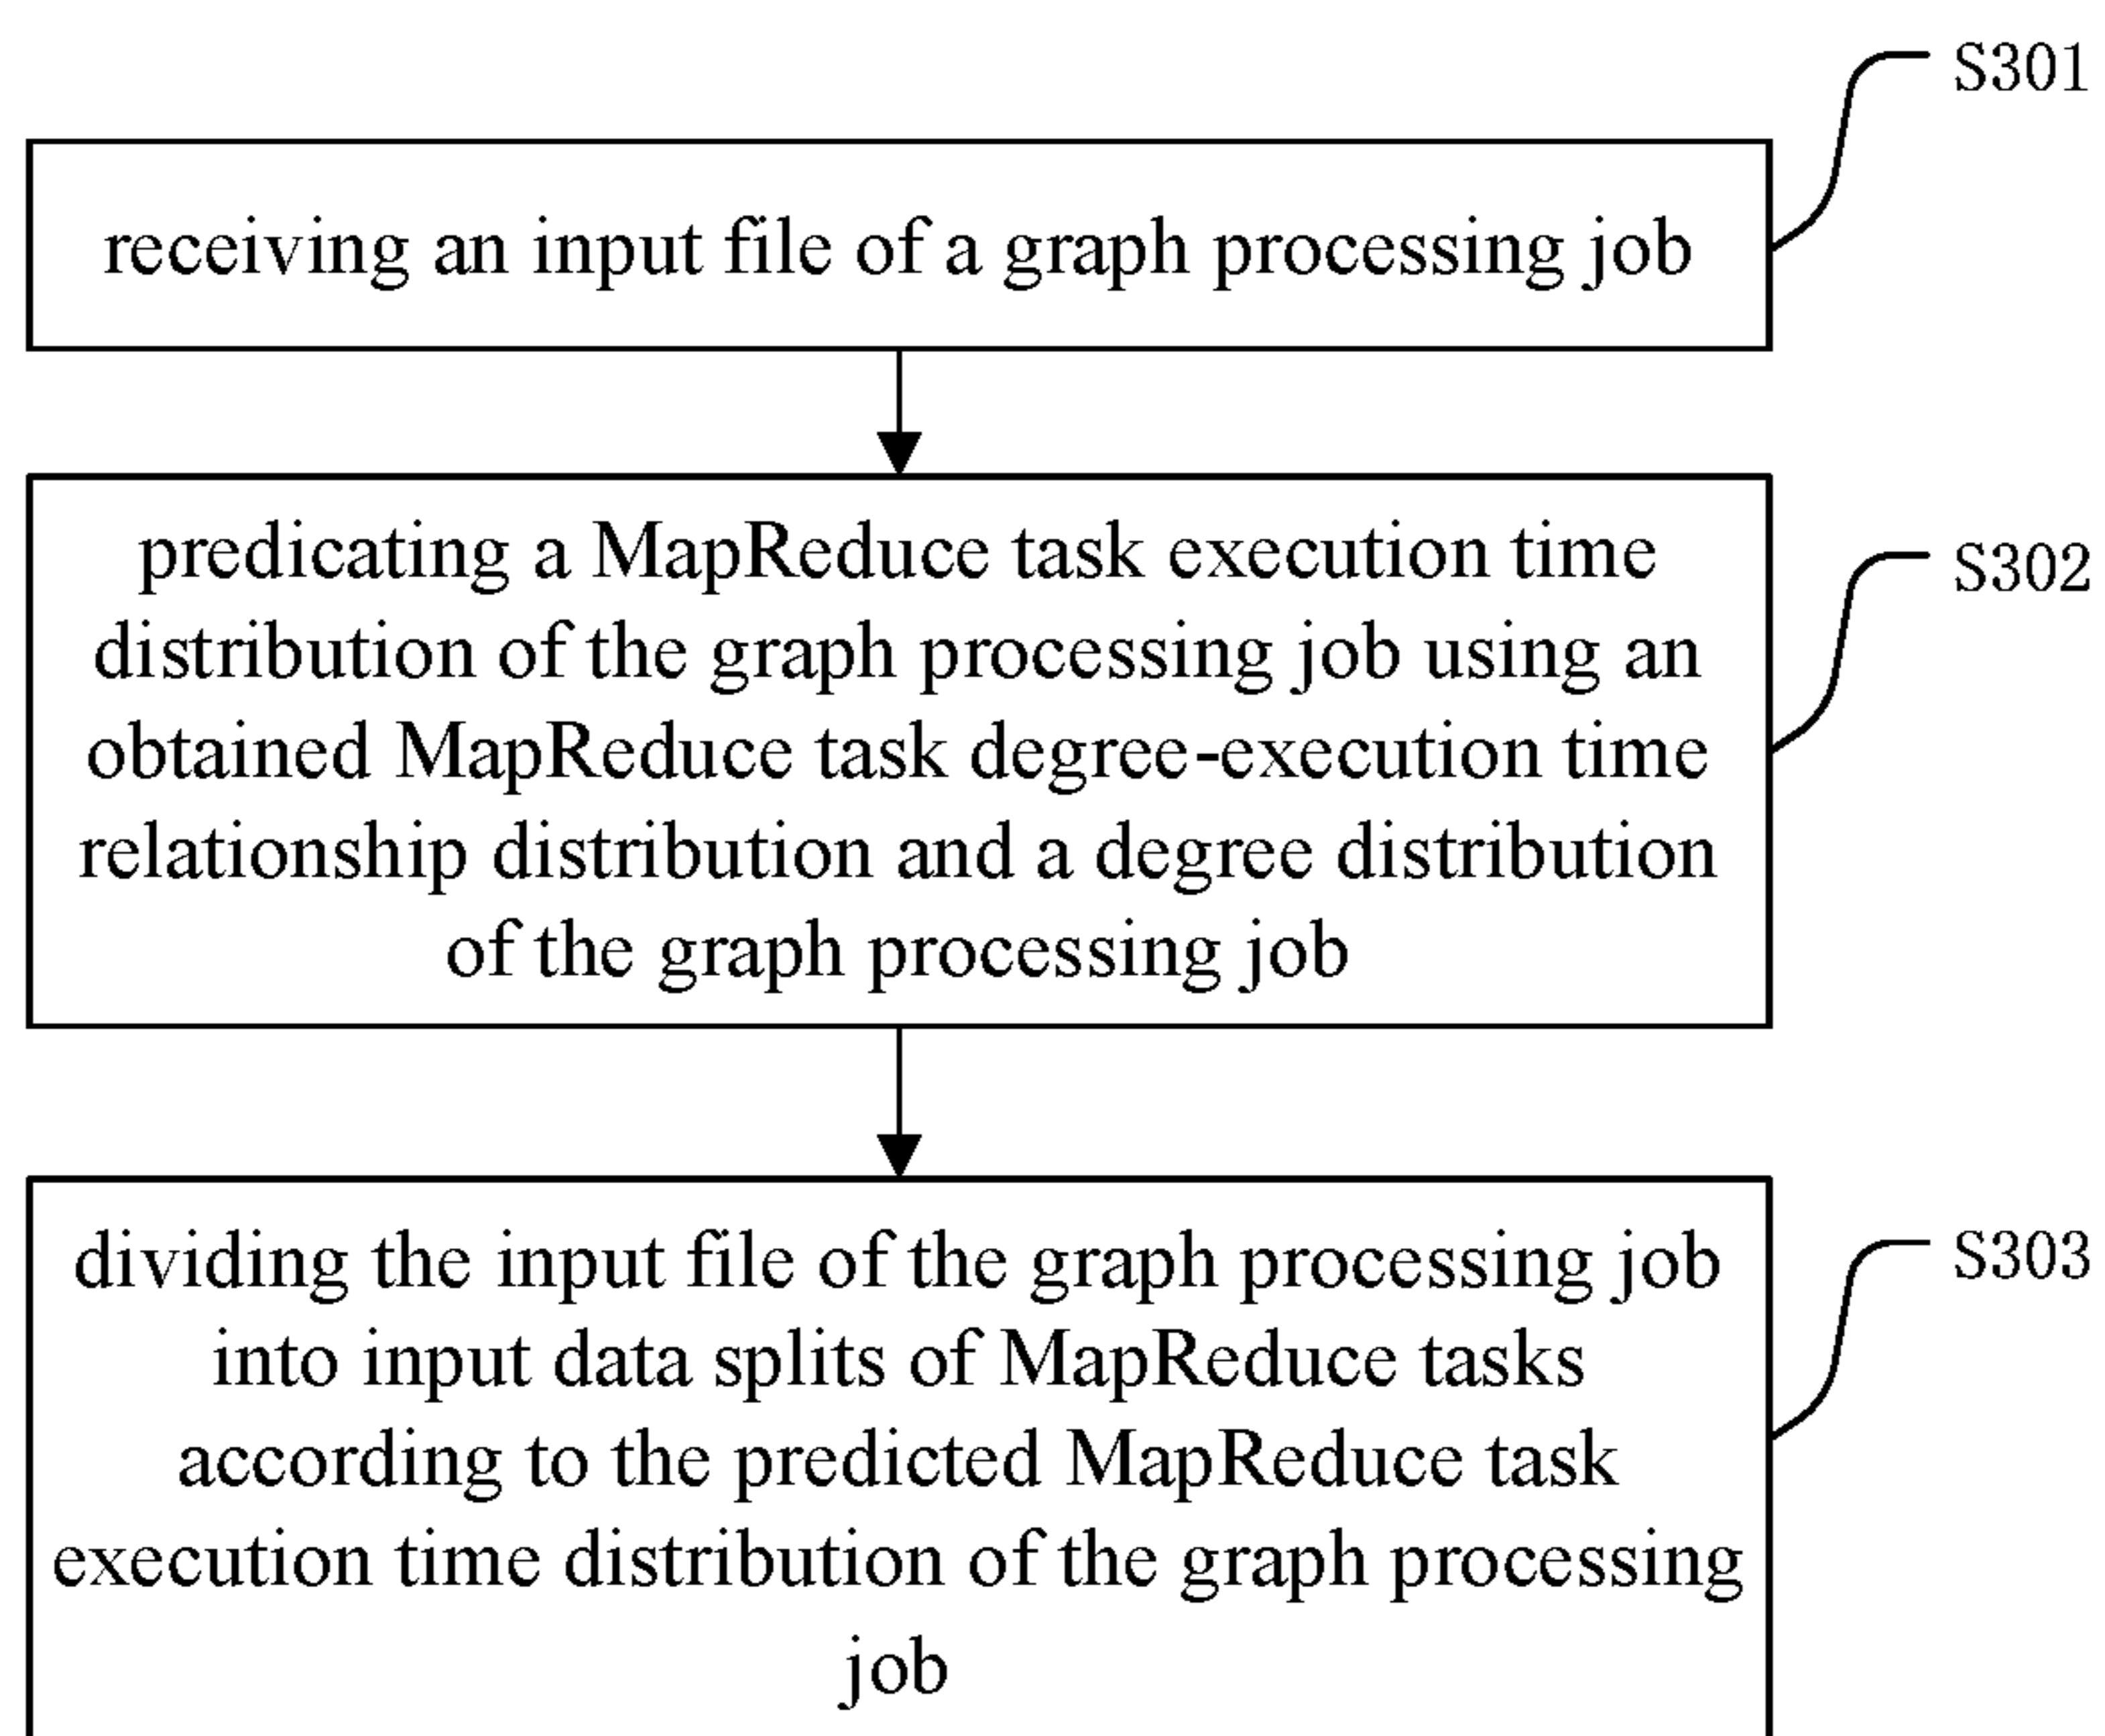 S301
receiving an input file of a graph processing job
S302
predicating a MapReduce task execution time
distribution of the graph processing job using an
obtained MapReduce task degree-execution time
relationship distribution and a degree distribution
of the graph processing job
S303
dividing the input file of the graph processing job
into input data splits of MapReduce tasks
according to the predicted MapReduce task
execution time distribution of the graph processing
job